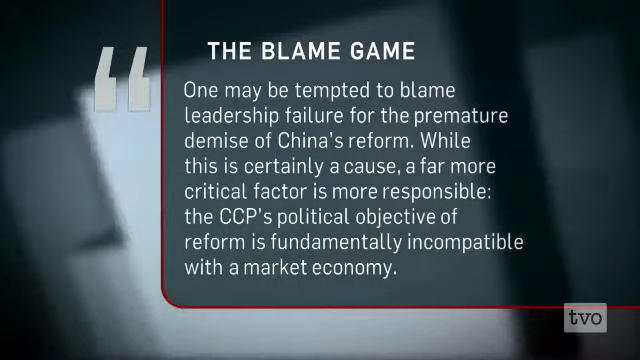 THE BLAME GAME
One may be tempted to blame
leadership failure for the premature
demise of China's reform. While
this is certainly a cause, a far more
critical factor is more responsible:
the CCP's political objective of
reform is fundamentally incompatible
with a market economy.
tvo